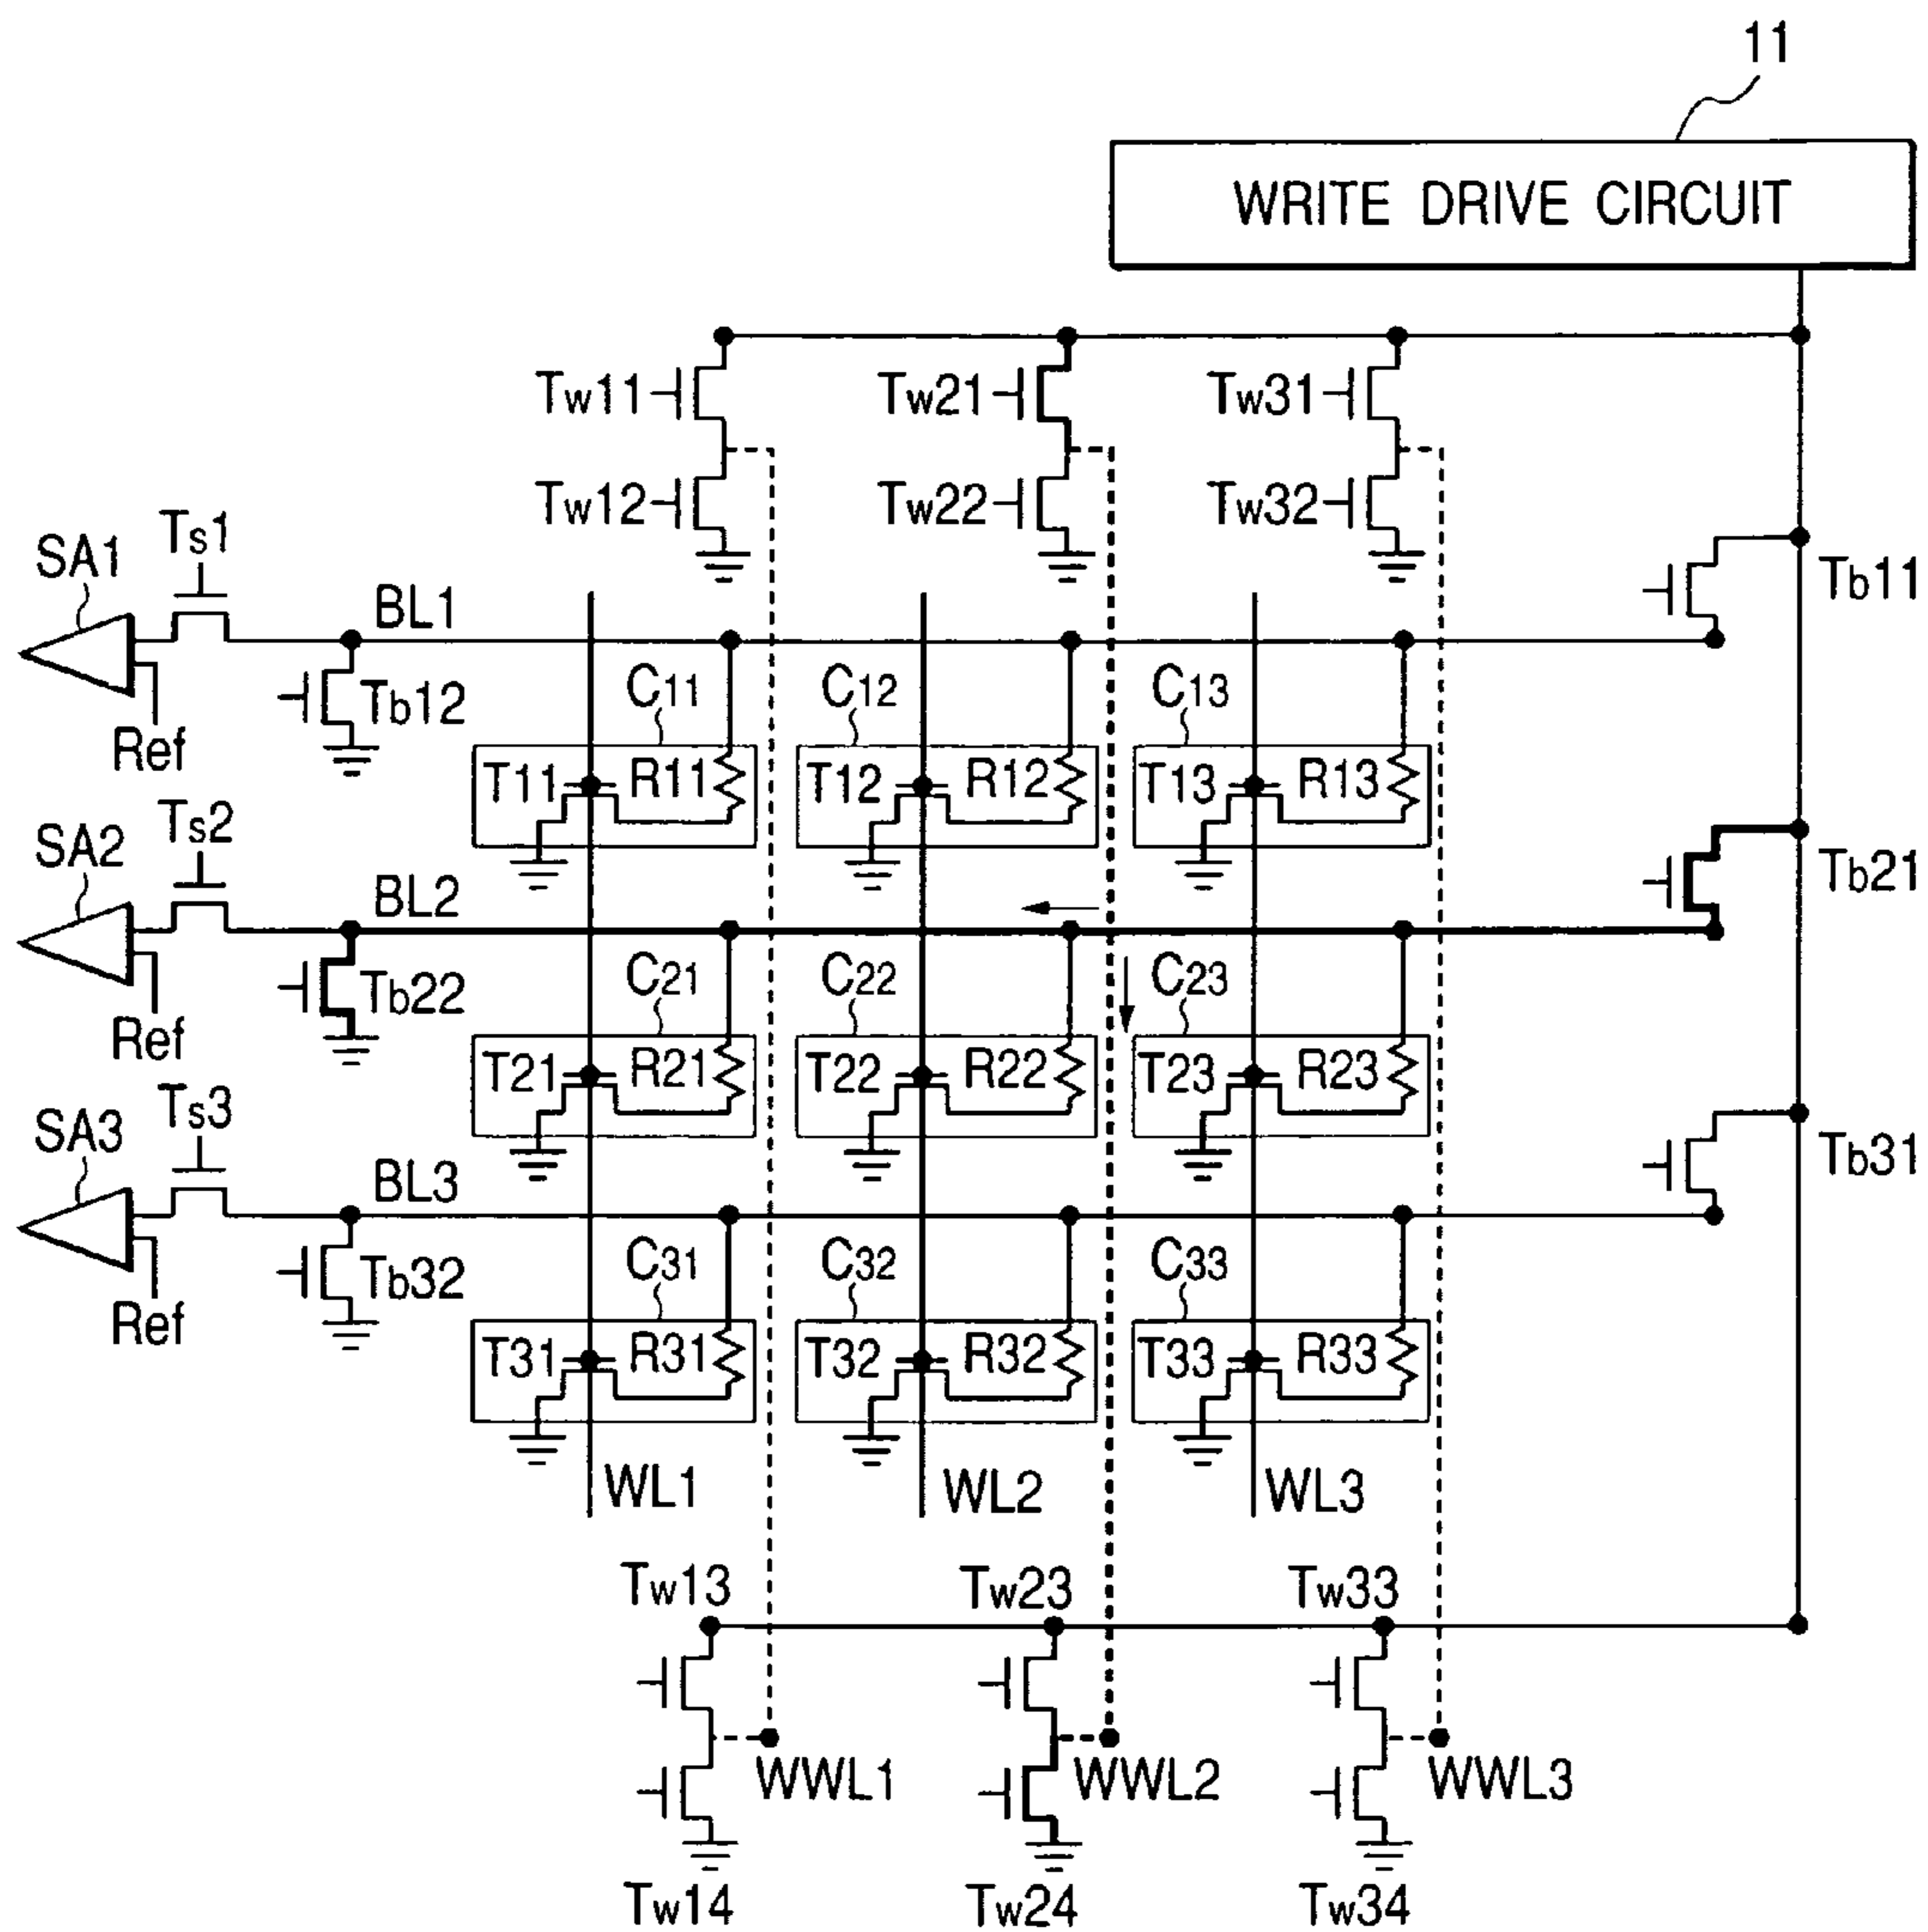 11
WRITE DRIVE CIRCUIT
Tw11 Tw21 Tw31
Tw12 Tw22 Tw32
SA1 Ts1 BL1 Tb11
Ref Tb12 C11 C12 C13
T11 R11 T12 R12 T13 R13
SA2 Ts2 BL2 Tb21
Ref Tb22 C21 C22 C23
T21 R21 T22 R22 T23 R23
SA3 Ts3 BL3 Tb31
Ref Tb32 C31 C32 C33
T31 R31 T32 R32 T33 R33
WL1 WL2 WL3
Tw13 Tw23 Tw33
WWL1 WWL2 WWL3
Tw14 Tw24 Tw34